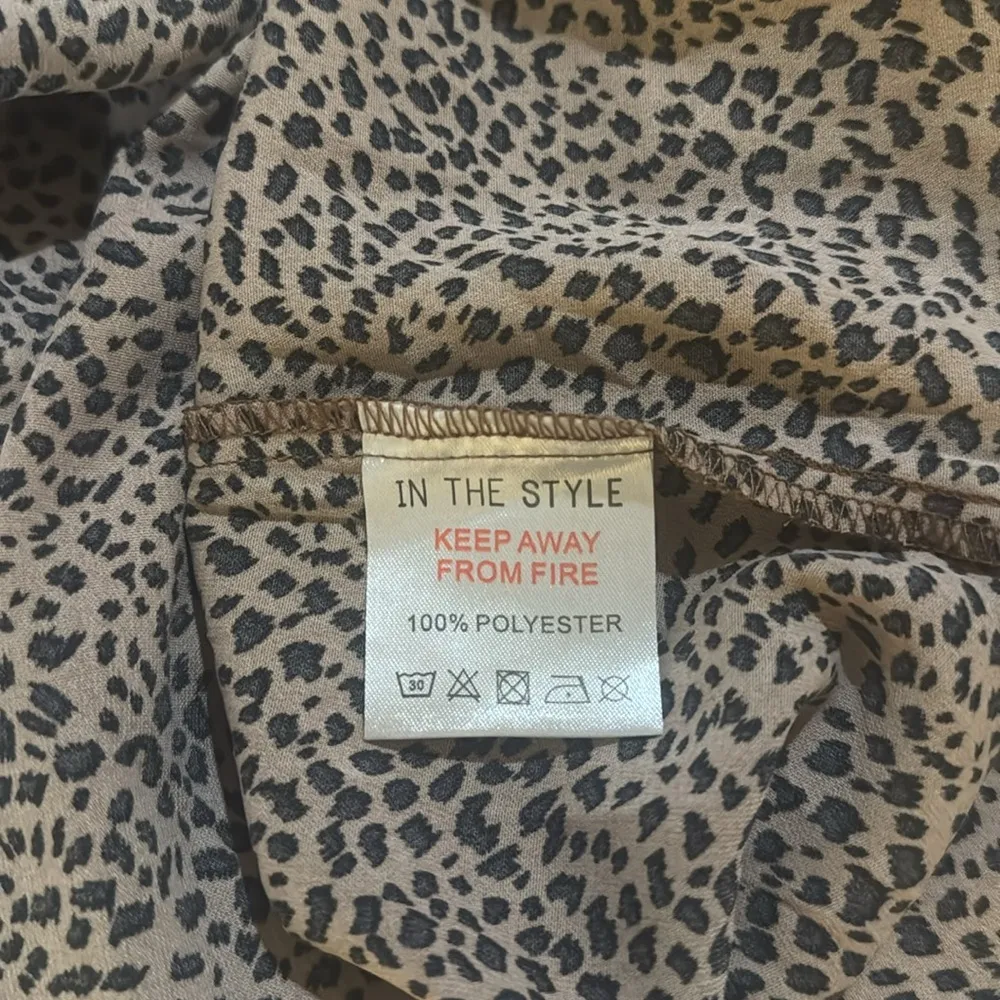 IN THE STYLE
KEEP AWAY
FROM FIRE
100% POLYESTER
30